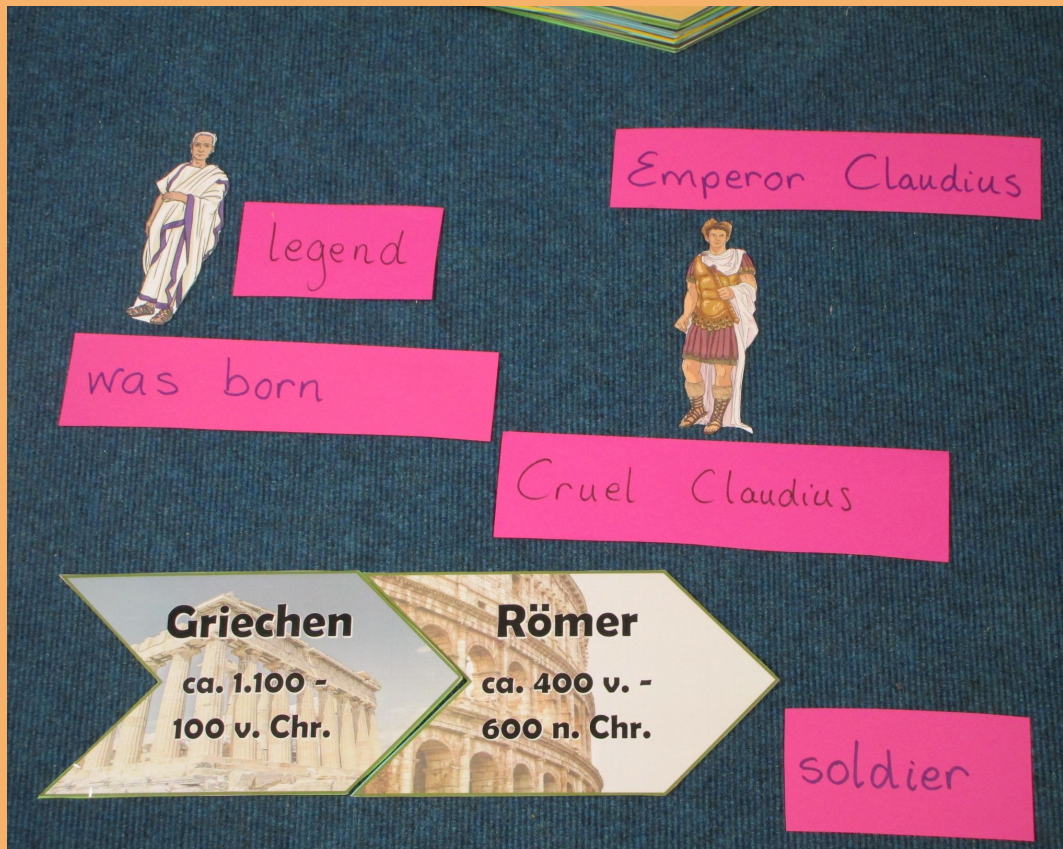 Emperor Claudius
legend
was born
Cruel Claudius
Griechen
ca. 1.100 -
100 v. Chr.
Römer
ca. 400 v. -
600 n. Chr.
soldier